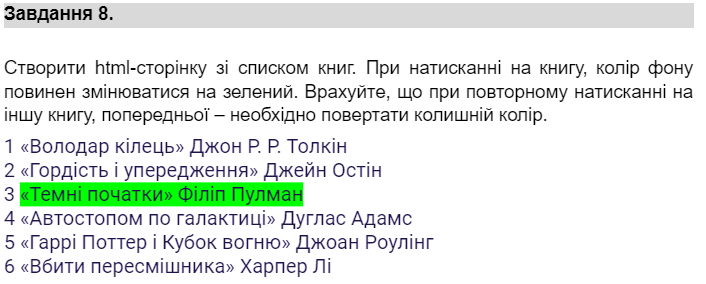 Завдання 8.
Створити html-сторінку зі списком книг. При натисканні на книгу, колір фону
повинен змінюватися на зелений. Врахуйте, що при повторному натисканні на
іншу книгу, попередньої – необхідно повертати колишній колір.
1 «Володар кілець» Джон Р. Р. Толкін
2 «Гордість і упередження» Джейн Остін
3 «Темні початки» Філіп Пулман
4 «Автостопом по галактиці» Дуглас Адамс
5 «Гаррі Поттер і Кубок вогню» Джоан Роулінг
6 «Вбити пересмішника» Харпер Лі